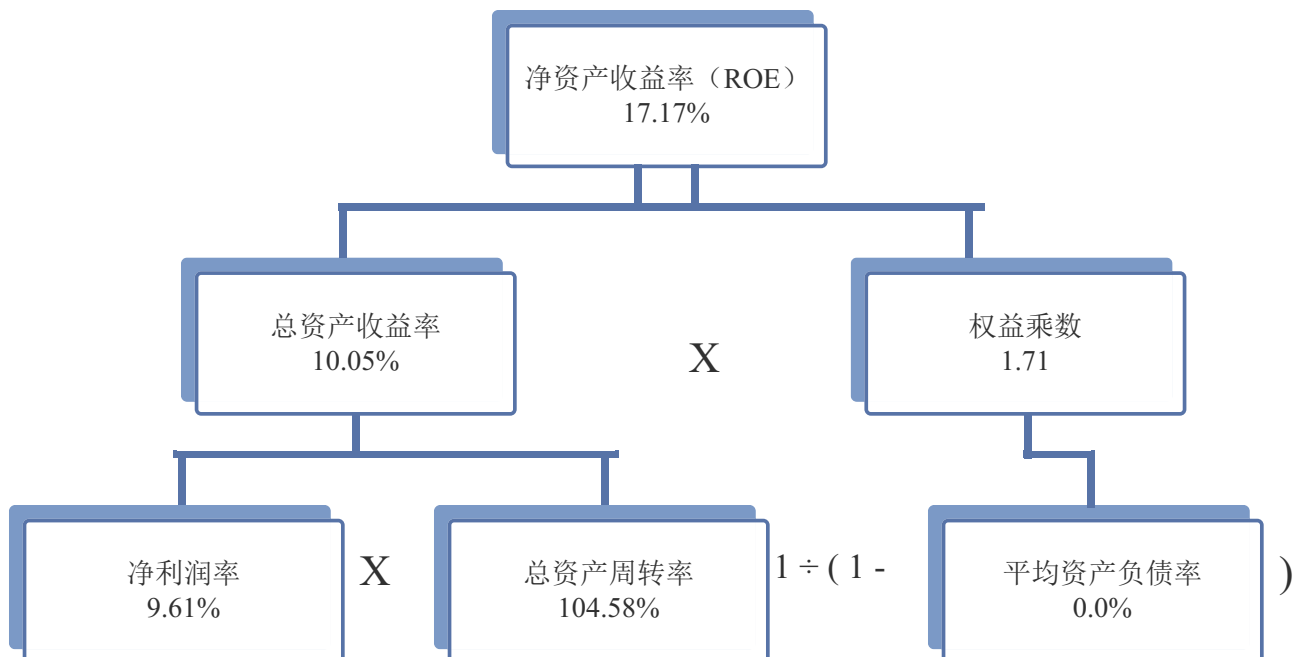 净资产收益率（ROE）
17.17%
总资产收益率
10.05%
X
权益乘数
1.71
净利润率
9.61%
X
总资产周转率
104.58%
1 ÷ ( 1 -
平均资产负债率
0.0%
)